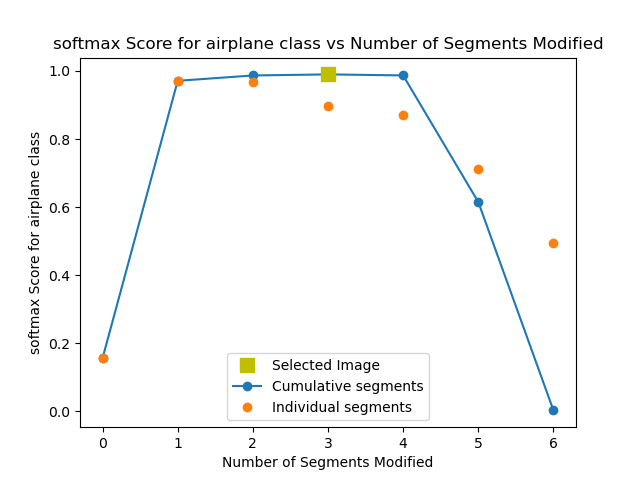 softmax Score for airplane class vs Number of Segments Modified
softmax Score for airplane class
1.0
0.8
0.6
0.4
0.2
0.0
Selected Image
Cumulative segments
Individual segments
0 1 2 3 4 5 6
Number of Segments Modified